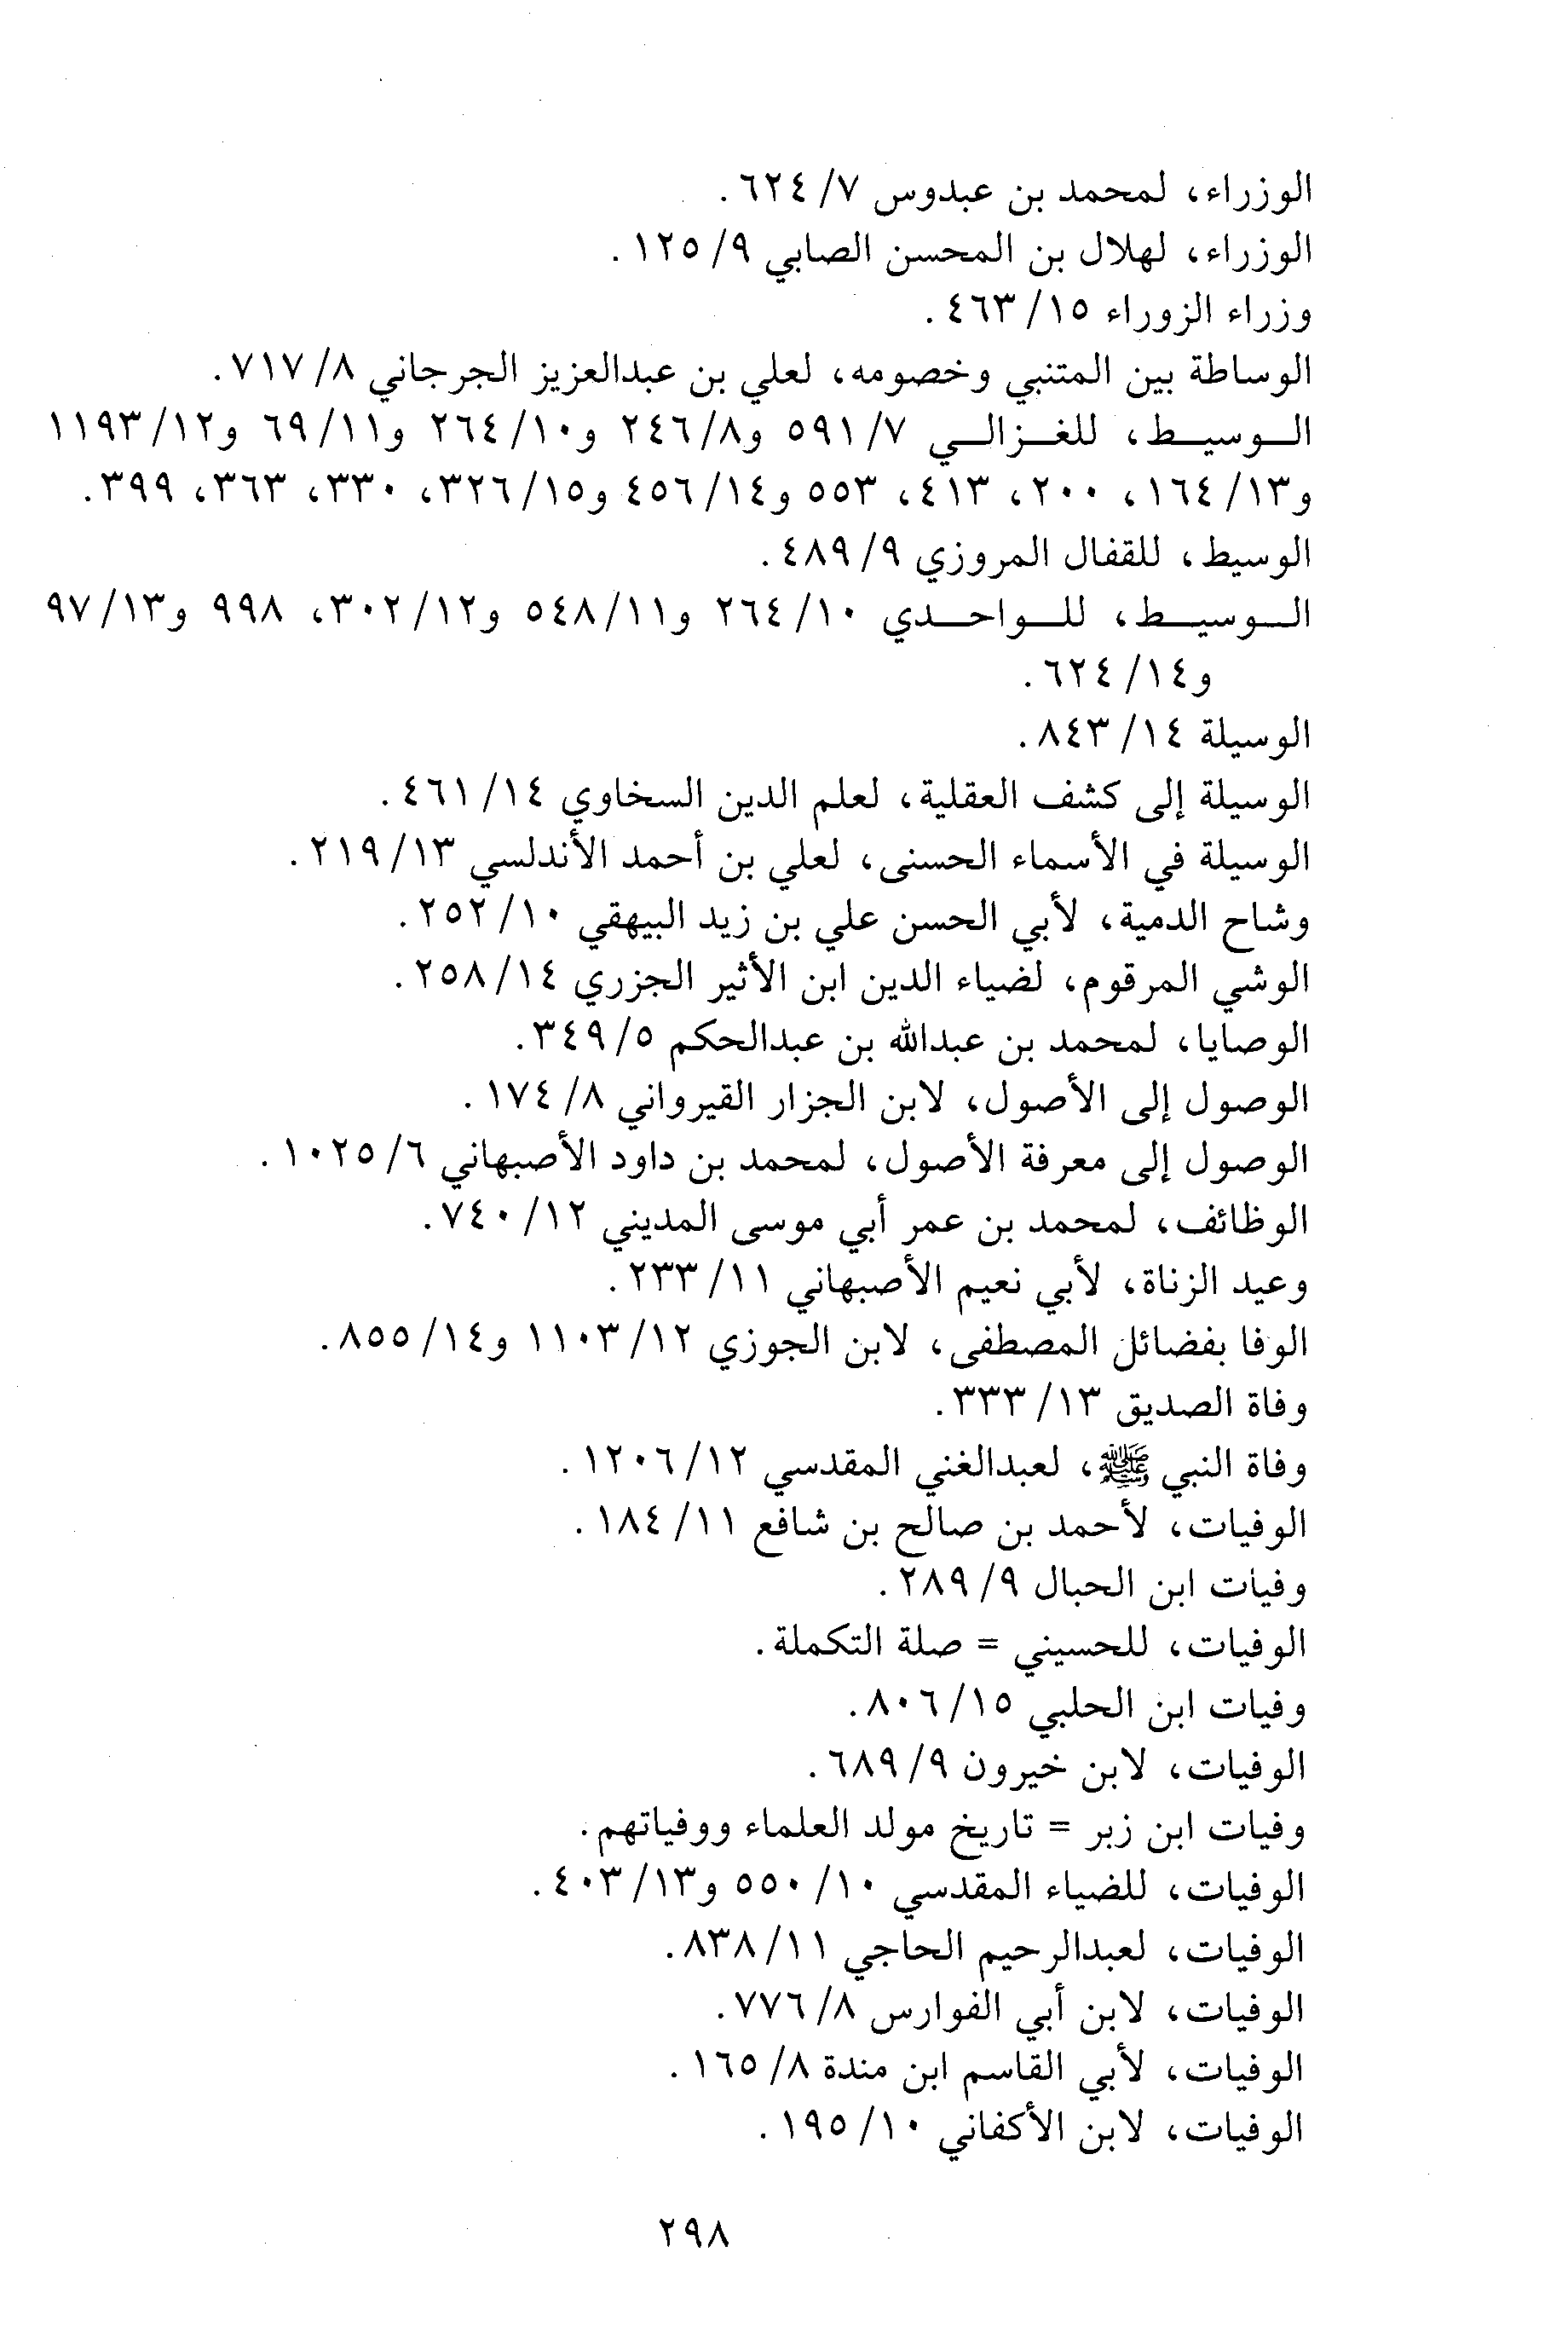 الوزراء، لمحمد بن عبدوس ٧/ ٦٢٤.
الوزراء، لهلال بن المحسن الصابي ٩/ ١٢٥.
وزراء الزوراء ١٥/ ٤٦٣.
الوساطة بين المتنبي وخصومه، لعلي بن عبدالعزيز الجرجاني ٨/ ٧١٧.
الوسيط، للغزالي ٧/ ٥٩١ و٨/ ٢٤٦ و١٠/ ٢٦٤ و١١/ ٦٩ و١٢/ ١١٩٣
و١٣/ ١٦٤، ٢٠٠، ٤١٣، ٥٥٣ و١٤/ ٤٥٦ و١٥/ ٣٢٦، ٣٣٠، ٣٦٣، ٣٩٩.
الوسيط، للقفال المروزي ٩/ ٤٨٩.
الوسيط، للواحدي ١٠/ ٢٦٤ و١١/ ٥٤٨ و١٢/ ٣٠٢، ٩٩٨ و١٣/ ٩٧
و١٤/ ٦٢٤.
الوسيلة ١٤/ ٨٤٣.
الوسيلة إلى كشف العقلية، لعلم الدين السخاوي ١٤/ ٤٦١.
الوسيلة في الأسماء الحسنى، لعلي بن أحمد الأندلسي ١٣/ ٢١٩.
وشاح الدمية، لأبي الحسن علي بن زيد البيهقي ١٠/ ٢٥٢.
الوشي المرقوم، لضياء الدين ابن الأثير الجزري ١٤/ ٢٥٨.
الوصايا، لمحمد بن عبدالله بن عبدالحكم ٥/ ٣٤٩.
الوصول إلى الأصول، لابن الجزار القيرواني ٨/ ١٧٤.
الوصول إلى معرفة الأصول، لمحمد بن داود الأصبهاني ٦/ ١٠٢٥.
الوظائف، لمحمد بن عمر أبي موسى المديني ١٢/ ٧٤٠.
وعيد الزناة، لأبي نعيم الأصبهاني ١١/ ٢٣٣.
الوفا بفضائل المصطفى، لابن الجوزي ١٢/ ١١٠٣ و١٤/ ٨٥٥.
وفاة الصديق ١٣/ ٣٣٣.
وفاة النبي ﷺ، لعبدالغني المقدسي ١٢/ ١٢٠٦.
الوفيات، لأحمد بن صالح بن شافع ١١/ ١٨٤.
وفيات ابن الحبال ٩/ ٢٨٩.
الوفيات، للحسيني = صلة التكملة.
وفيات ابن الحلبي ١٥/ ٨٠٦.
الوفيات، لابن خيرون ٩/ ٦٨٩.
وفيات ابن زبر = تاريخ مولد العلماء ووفياتهم.
الوفيات، للضياء المقدسي ١٠/ ٥٥٠ و١٣/ ٤٠٣.
الوفيات، لعبدالرحيم الحاجي ١١/ ٨٣٨.
الوفيات، لابن أبي الفوارس ٨/ ٧٧٦.
الوفيات، لأبي القاسم ابن مندة ٨/ ١٦٥.
الوفيات، لابن الأكفاني ١٠/ ١٩٥.
٢٩٨